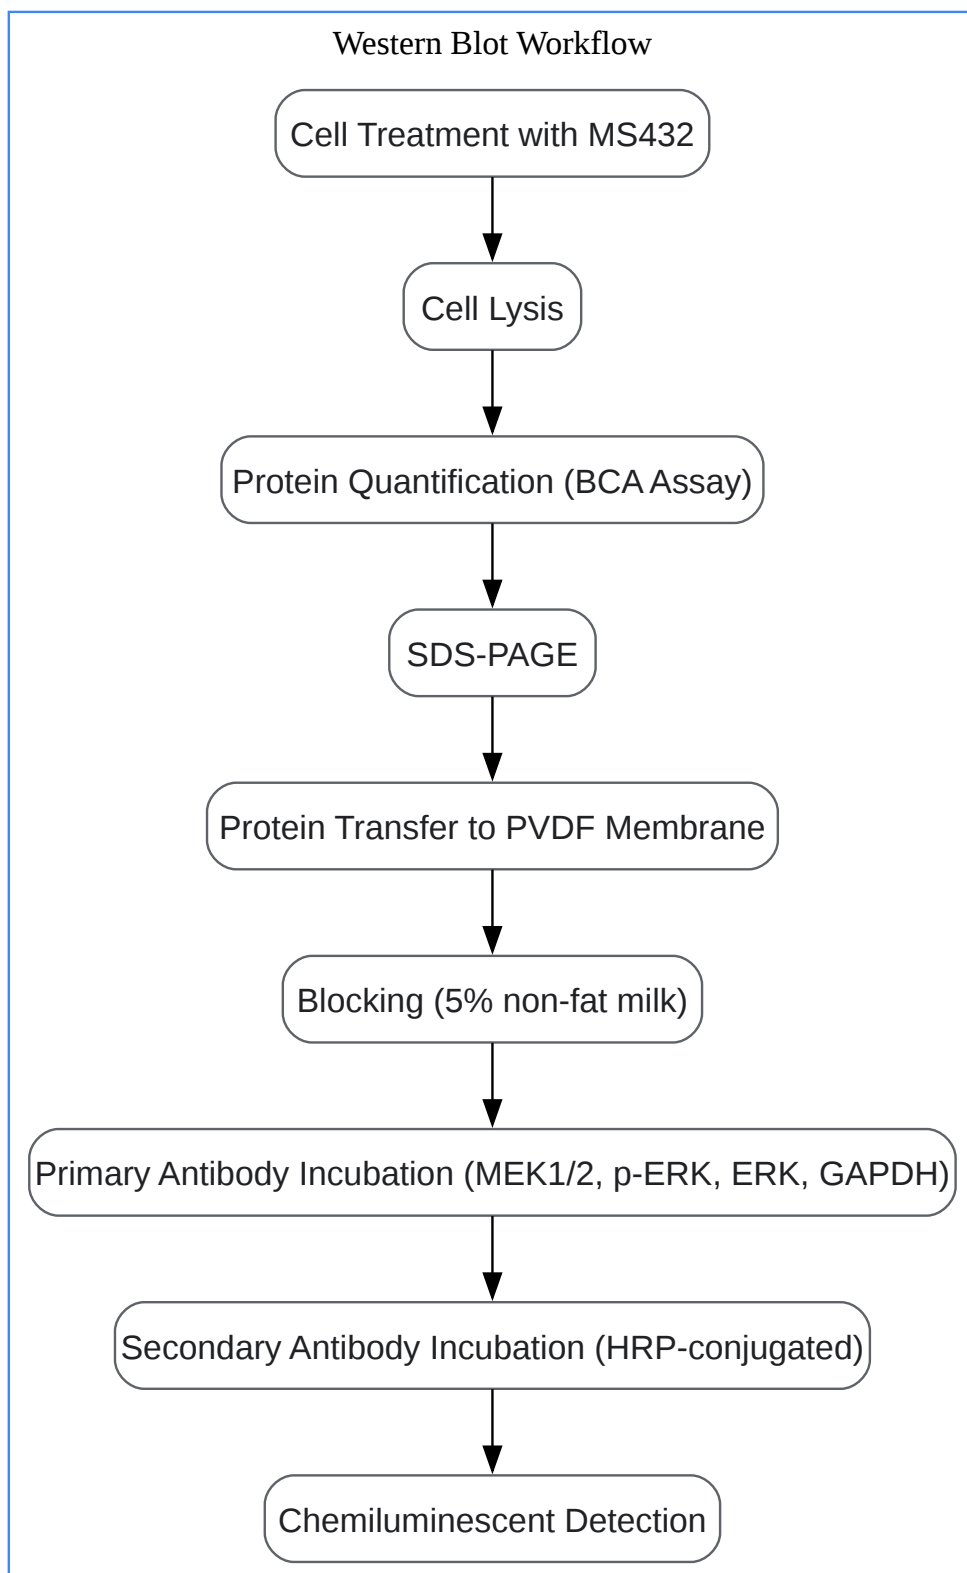 Western Blot Workflow
Cell Treatment with MS432
Cell Lysis
Protein Quantification (BCA Assay)
SDS-PAGE
Protein Transfer to PVDF Membrane
Blocking (5% non-fat milk)
Primary Antibody Incubation (MEK1/2, p-ERK, ERK, GAPDH)
Secondary Antibody Incubation (HRP-conjugated)
Chemiluminescent Detection